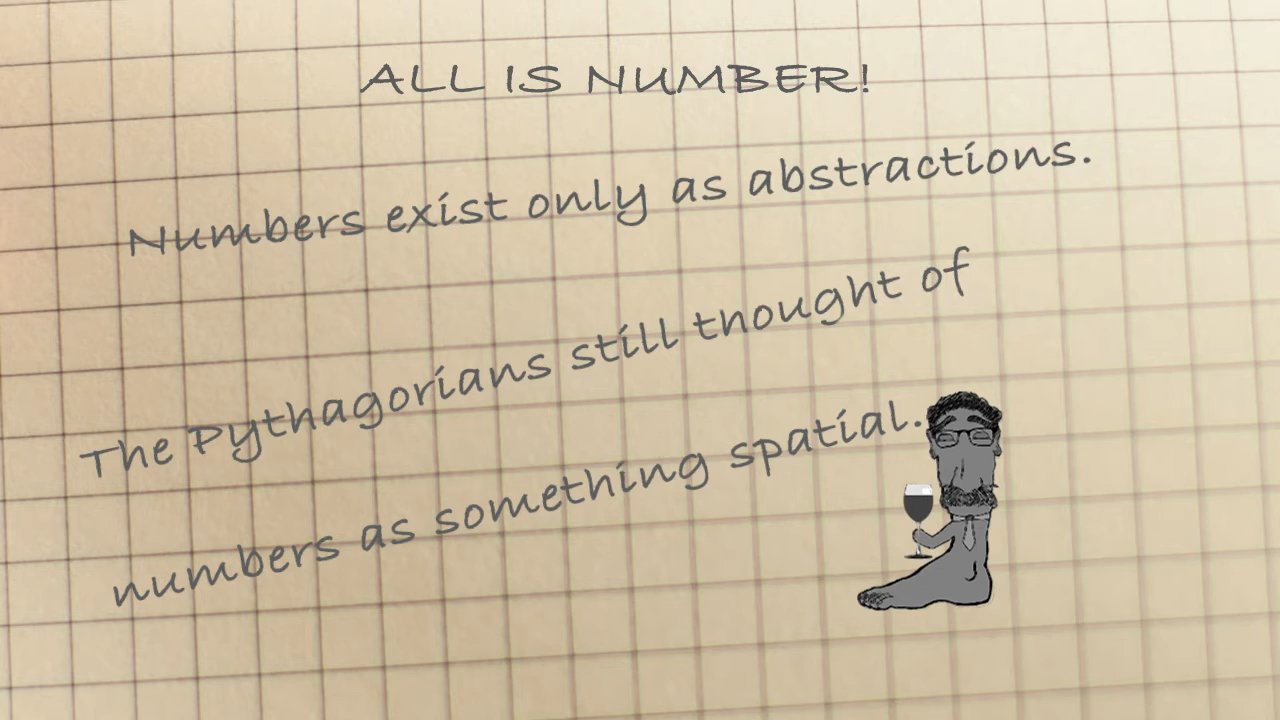 ALL IS NUMBER!
Numbers exist only as abstractions.
The Pythagorians still thought of
numbers as something spatial.